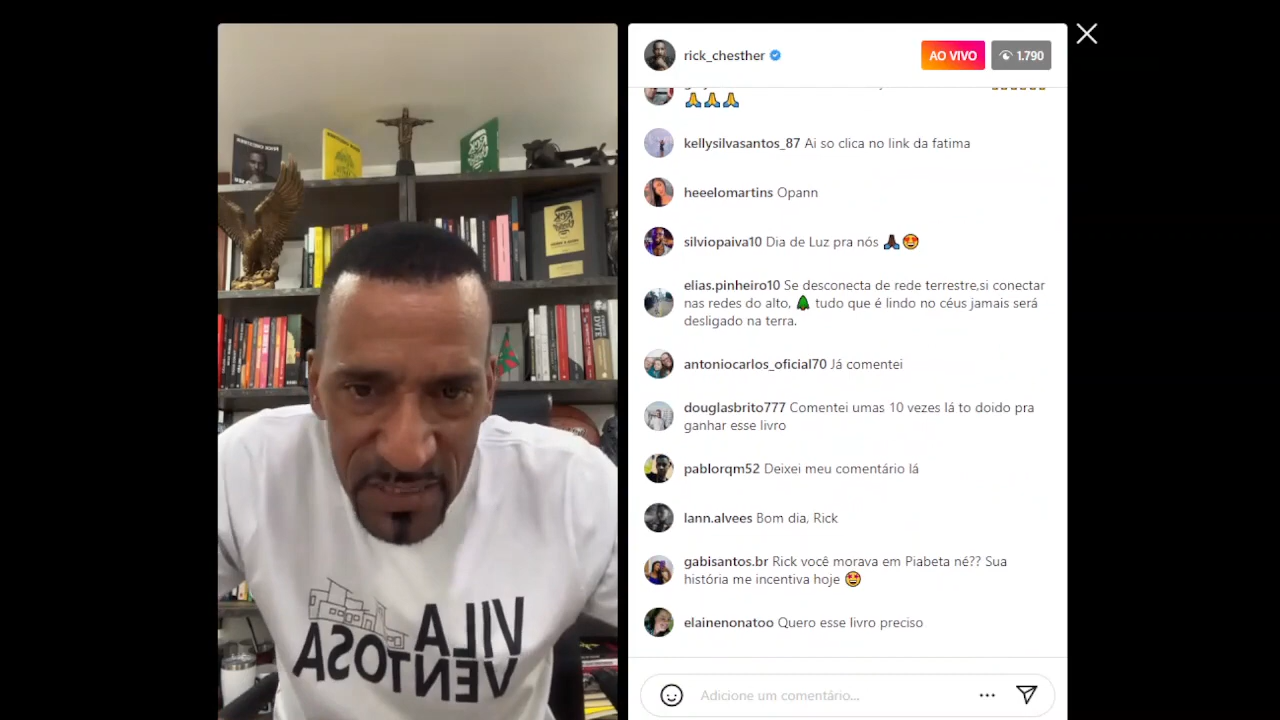 rick_chesther
AO VIVO
1.790
kellysilvasantos_87 Ai so clica no link da fatima
heeelomartins Opann
silviopaiva10 Dia de Luz pra nós 🙏🏿😍
elias.pinheiro10 Se desconecta de rede terrestre,si conectar
nas redes do alto, 🌲 tudo que é lindo no céus jamais será
desligado na terra.
antoniocarlos_oficial70 Já comentei
douglasbrito777 Comentei umas 10 vezes lá to doido pra
ganhar esse livro
pablorqm52 Deixei meu comentário lá
lann.alvees Bom dia, Rick
gabisantos.br Rick você morava em Piabeta né?? Sua
história me incentiva hoje 🤩
elainenonatoo Quero esse livro preciso
Adicione um comentário...
VILA
VENTOSA